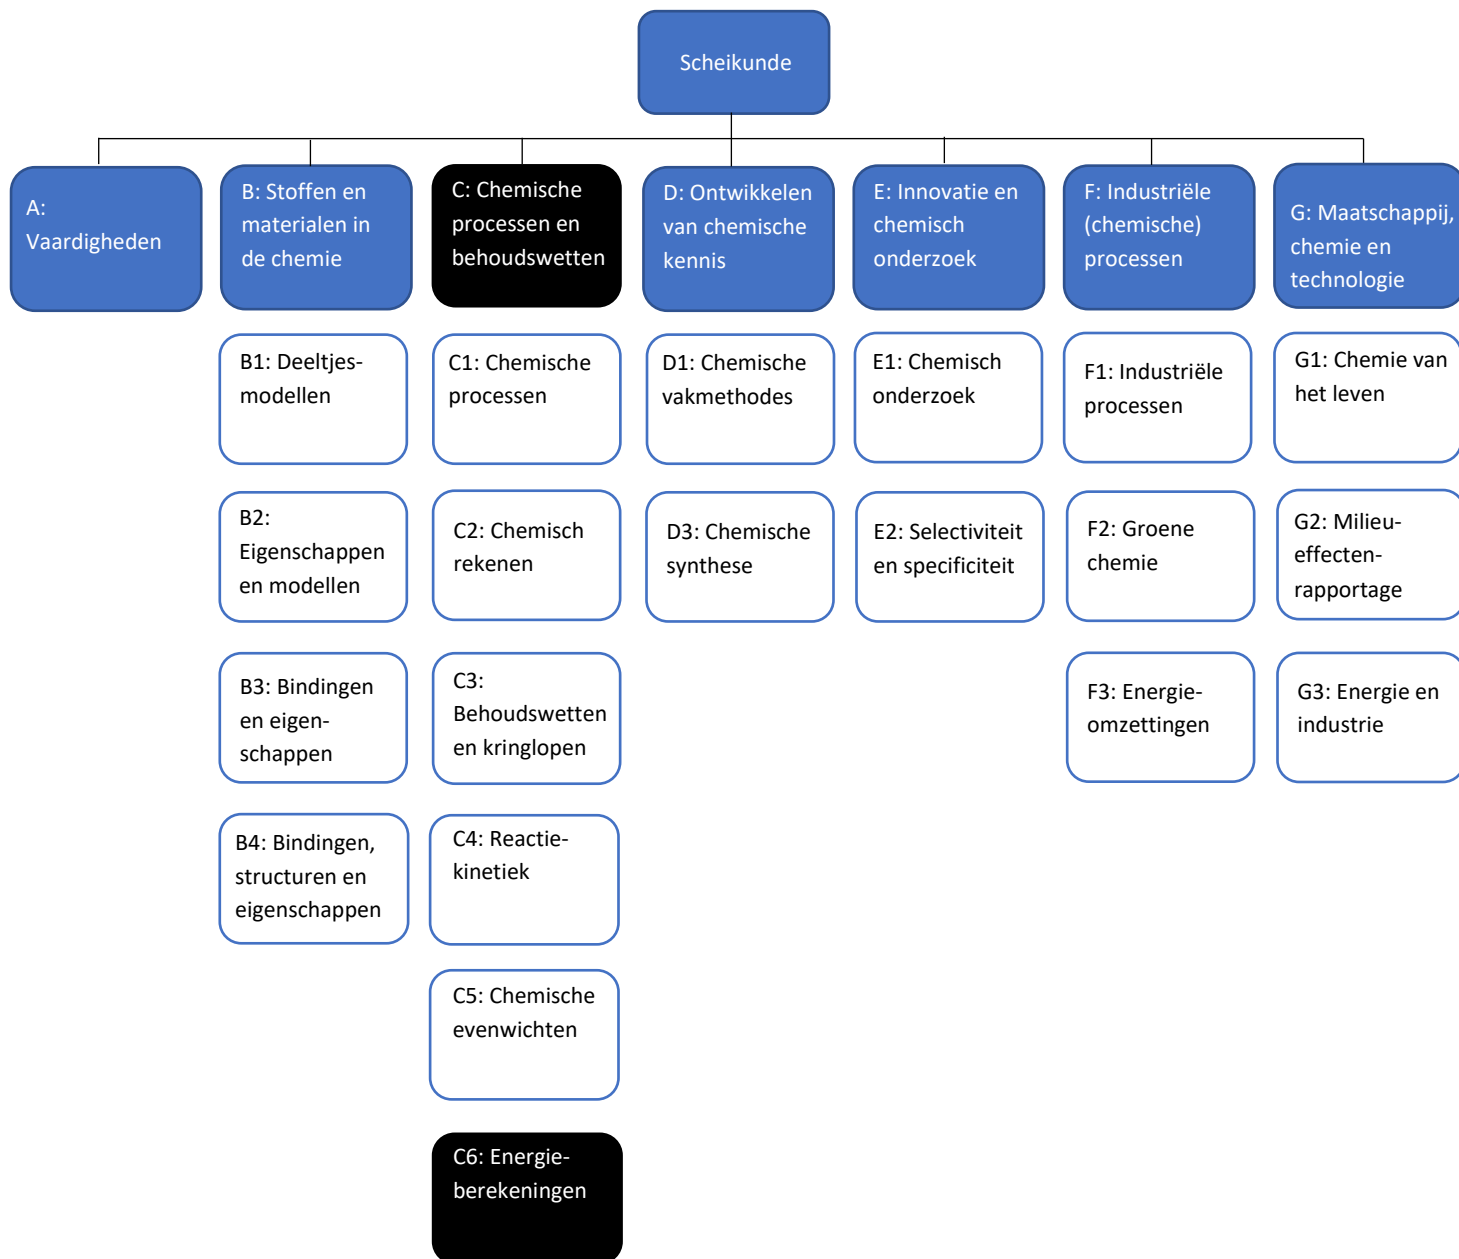 Scheikunde
A:
Vaardigheden
B: Stoffen en
materialen in
de chemie
C: Chemische
processen en
behoudswetten
D: Ontwikkelen
van chemische
kennis
E: Innovatie en
chemisch
onderzoek
F: Industriële
(chemische)
processen
G: Maatschappij,
chemie en
technologie
B1: Deeltjes-
modellen
C1: Chemische
processen
D1: Chemische
vakmethodes
E1: Chemisch
onderzoek
F1: Industriële
processen
G1: Chemie van
het leven
B2:
Eigenschappen
en modellen
C2: Chemisch
rekenen
D3: Chemische
synthese
E2: Selectiviteit
en specificiteit
F2: Groene
chemie
G2: Milieu-
effecten-
rapportage
B3: Bindingen
en eigen-
schappen
C3:
Behoudswetten
en kringlopen
F3: Energie-
omzettingen
G3: Energie en
industrie
B4: Bindingen,
structuren en
eigenschappen
C4: Reactie-
kinetiek
C5: Chemische
evenwichten
C6: Energie-
berekeningen